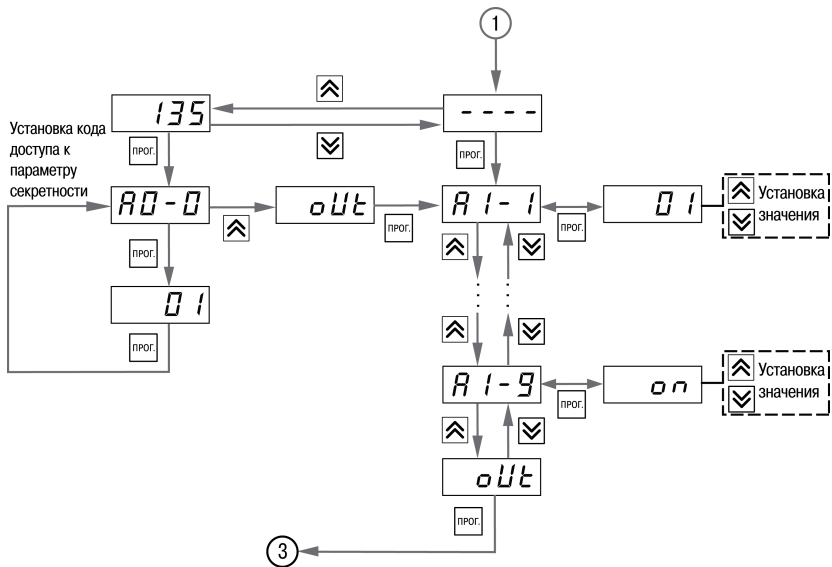 1
135
- - - -
Установка кода
доступа к
параметру
секретности
ПРОГ.
ПРОГ.
A0-0
oUt
A1-1
01
Установка
значения
ПРОГ.
ПРОГ.
ПРОГ.
01
ПРОГ.
A1-9
on
Установка
значения
ПРОГ.
oUt
ПРОГ.
3